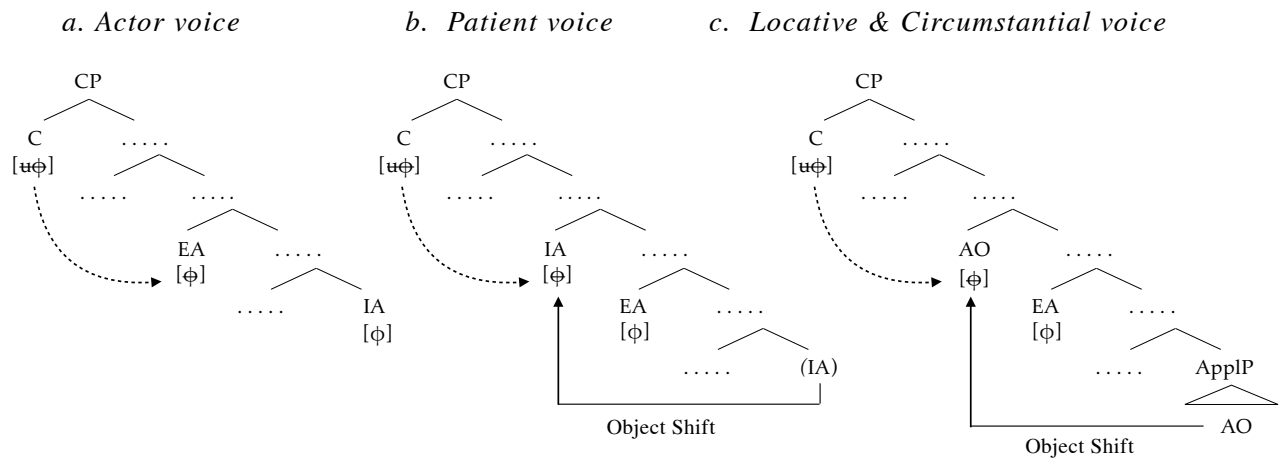 a. Actor voice
CP
C
[uϕ]
. . . . .
. . . . .
. . . . .
EA
[ϕ]
. . . . .
. . . . .
IA
[ϕ]
b. Patient voice
CP
C
[uϕ]
. . . . .
. . . . .
. . . . .
IA
[ϕ]
. . . . .
EA
[ϕ]
. . . . .
. . . . .
(IA)
Object Shift
c. Locative & Circumstantial voice
CP
C
[uϕ]
. . . . .
. . . . .
. . . . .
AO
[ϕ]
. . . . .
EA
[ϕ]
. . . . .
. . . . .
ApplP
AO
Object Shift